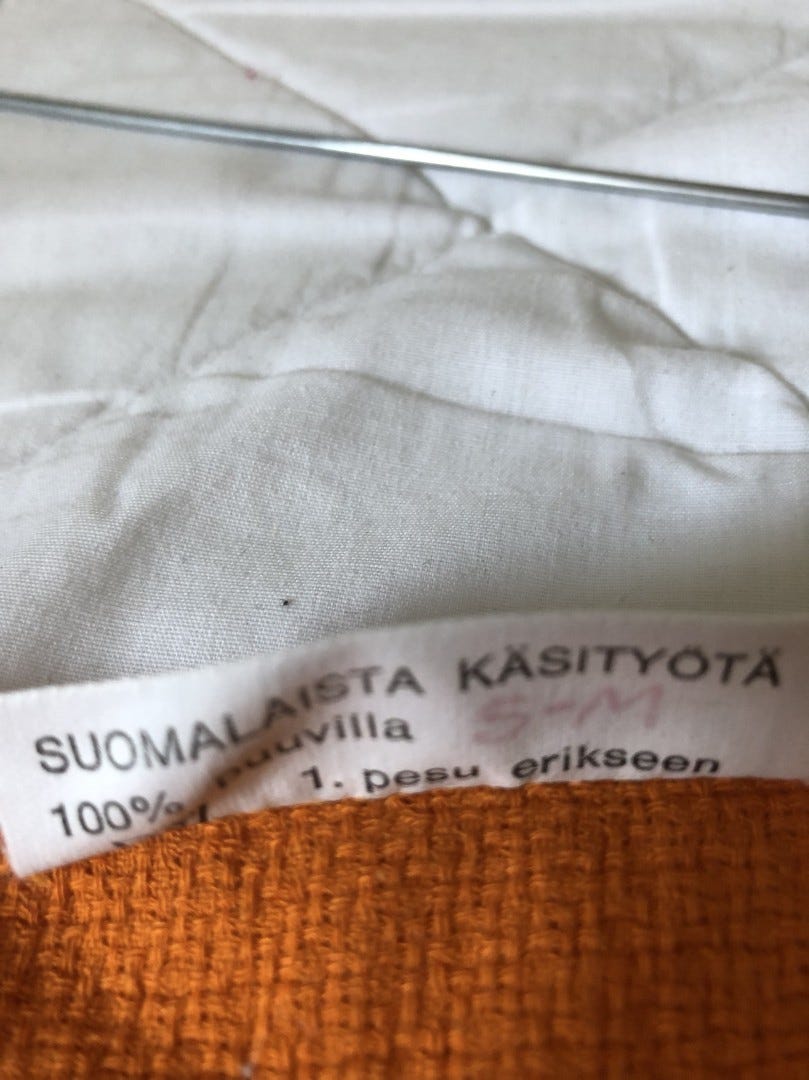 SUOMALAISTA KÄSITYÖTÄ
100% puuvilla S-M
1. pesu erikseen